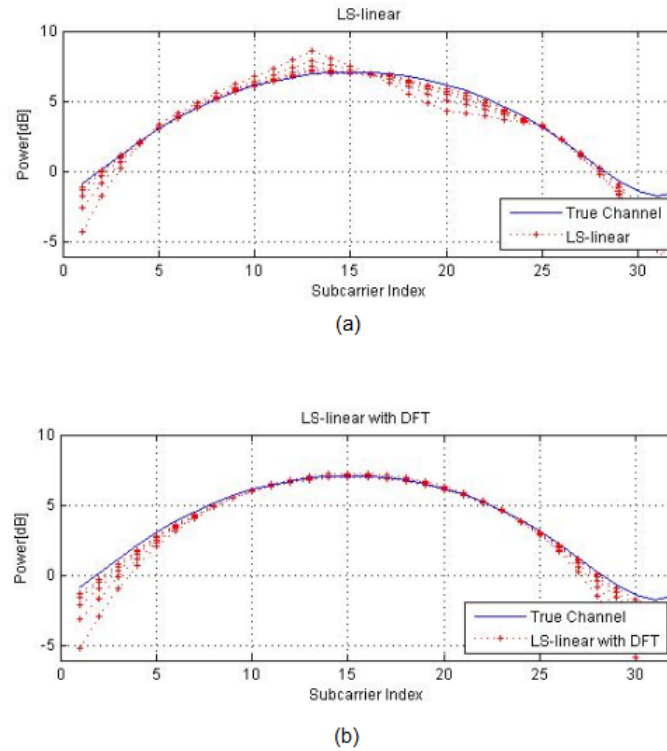 LS-linear
10
5
0
-5
Power[dB]
0 5 10 15 20 25 30
Subcarrier Index
True Channel
LS-linear
(a)
LS-linear with DFT
10
5
0
-5
Power[dB]
0 5 10 15 20 25 30
Subcarrier Index
True Channel
LS-linear with DFT
(b)